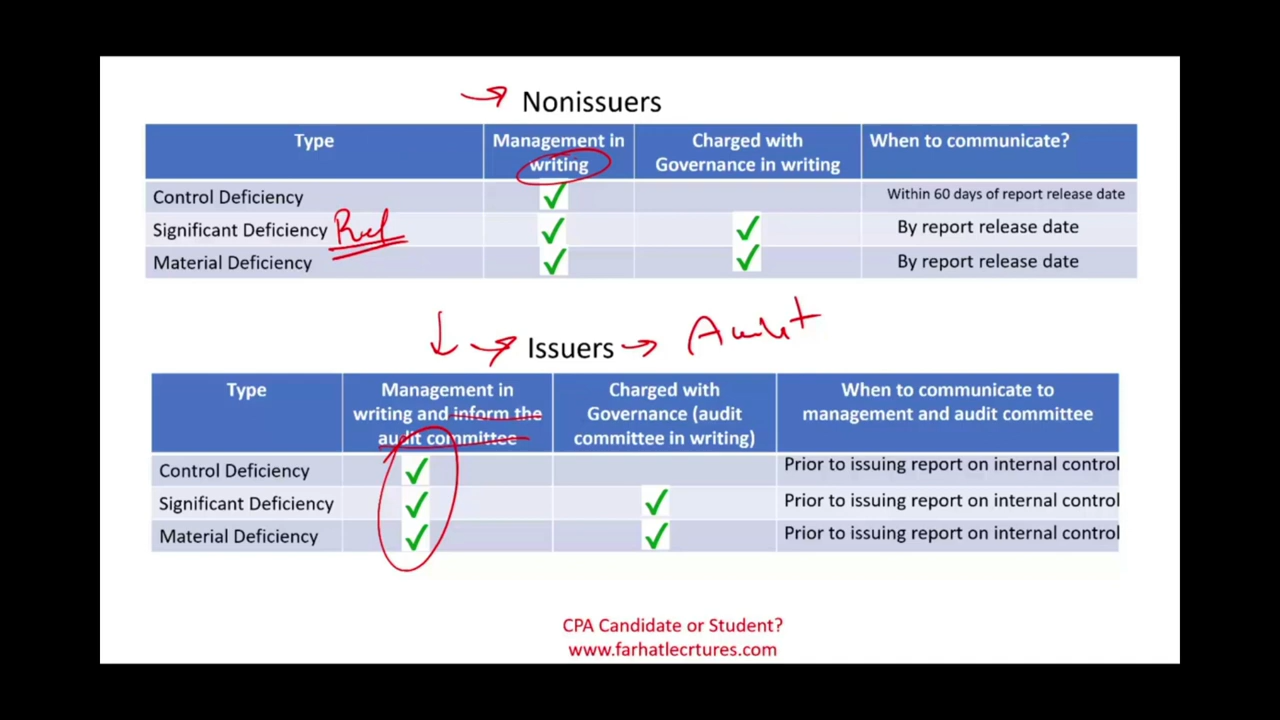 Nonissuers
Type
Management in
writing
Charged with
Governance in writing
When to communicate?
Control Deficiency
Within 60 days of report release date
Significant Deficiency
By report release date
Material Deficiency
By report release date
Issuers
Audit
Type
Management in
writing and inform the
audit committee
Charged with
Governance (audit
committee in writing)
When to communicate to
management and audit committee
Control Deficiency
Prior to issuing report on internal control
Significant Deficiency
Prior to issuing report on internal control
Material Deficiency
Prior to issuing report on internal control
CPA Candidate or Student?
www.farhatlecrtures.com